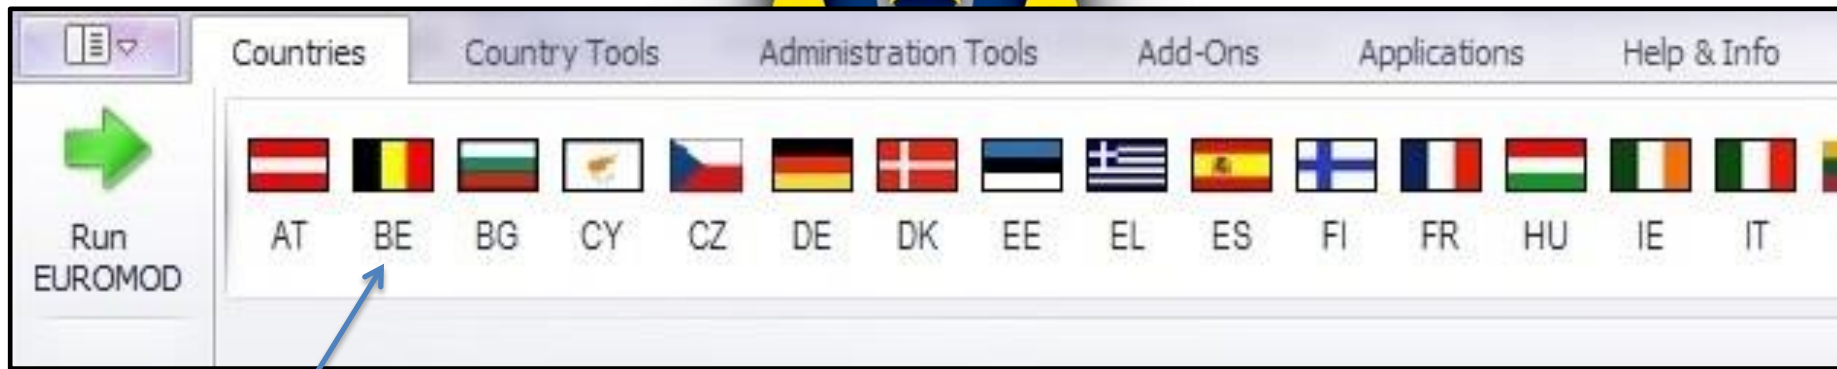 Countries Country Tools Administration Tools Add-Ons Applications Help & Info
AT BE BG CY CZ DE DK EE EL ES FI FR HU IE IT
Run
EUROMOD